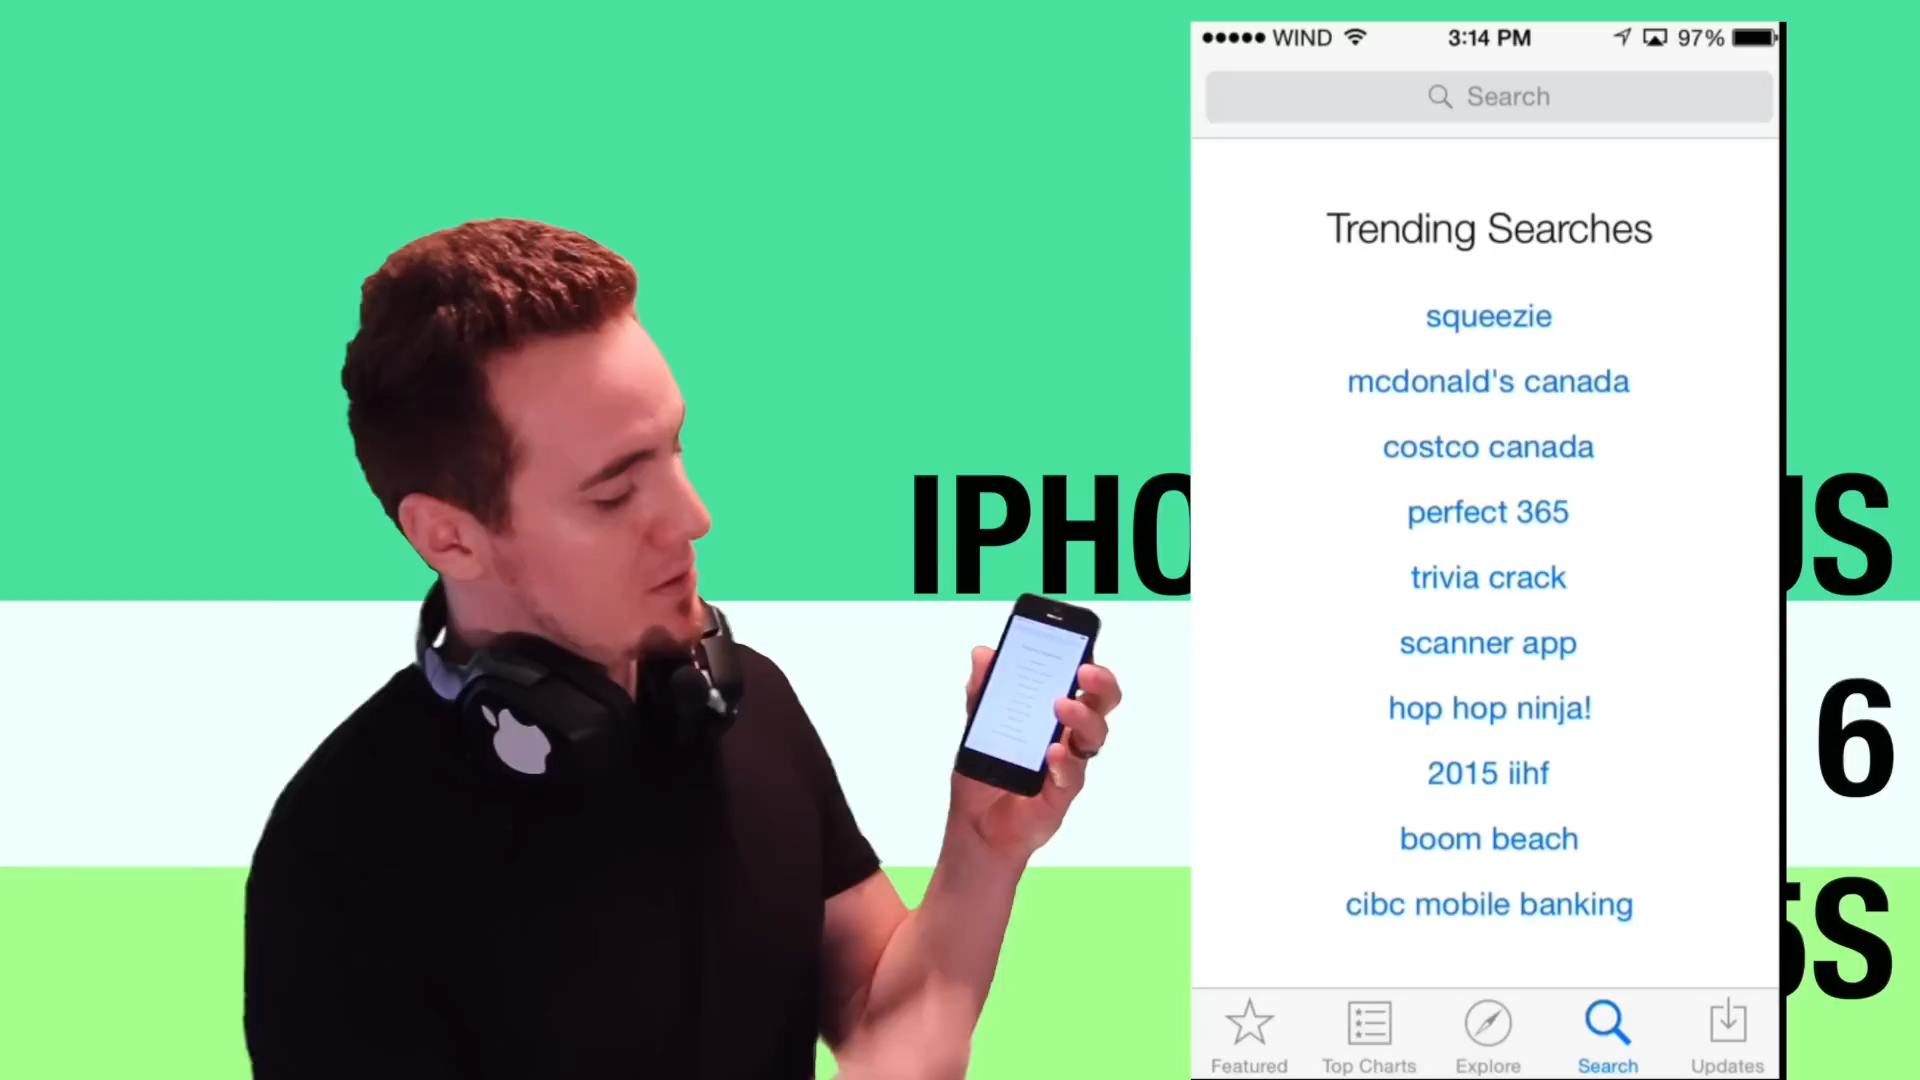 WIND 3:14 PM 97%
Search
Trending Searches
squeezie
mcdonald's canada
costco canada
perfect 365
trivia crack
scanner app
hop hop ninja!
2015 iihf
boom beach
cibc mobile banking
Featured Top Charts Explore Search Updates
IPHO US
6
5S